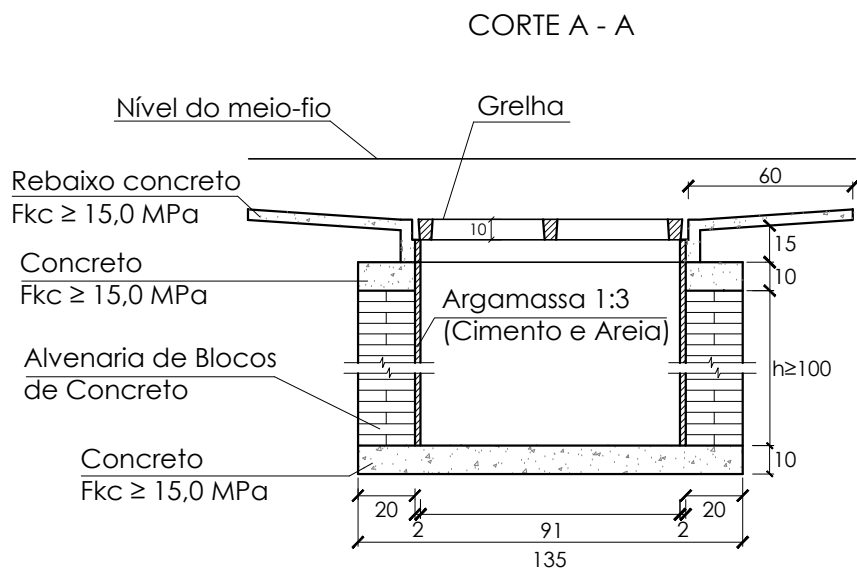 CORTE A - A
Nível do meio-fio
Grelha
Rebaixo concreto
Fkc ≥ 15,0 MPa
60
10
15
Concreto
Fkc ≥ 15,0 MPa
10
Argamassa 1:3
(Cimento e Areia)
Alvenaria de Blocos
de Concreto
h≥100
Concreto
Fkc ≥ 15,0 MPa
10
20
2
91
2
20
135